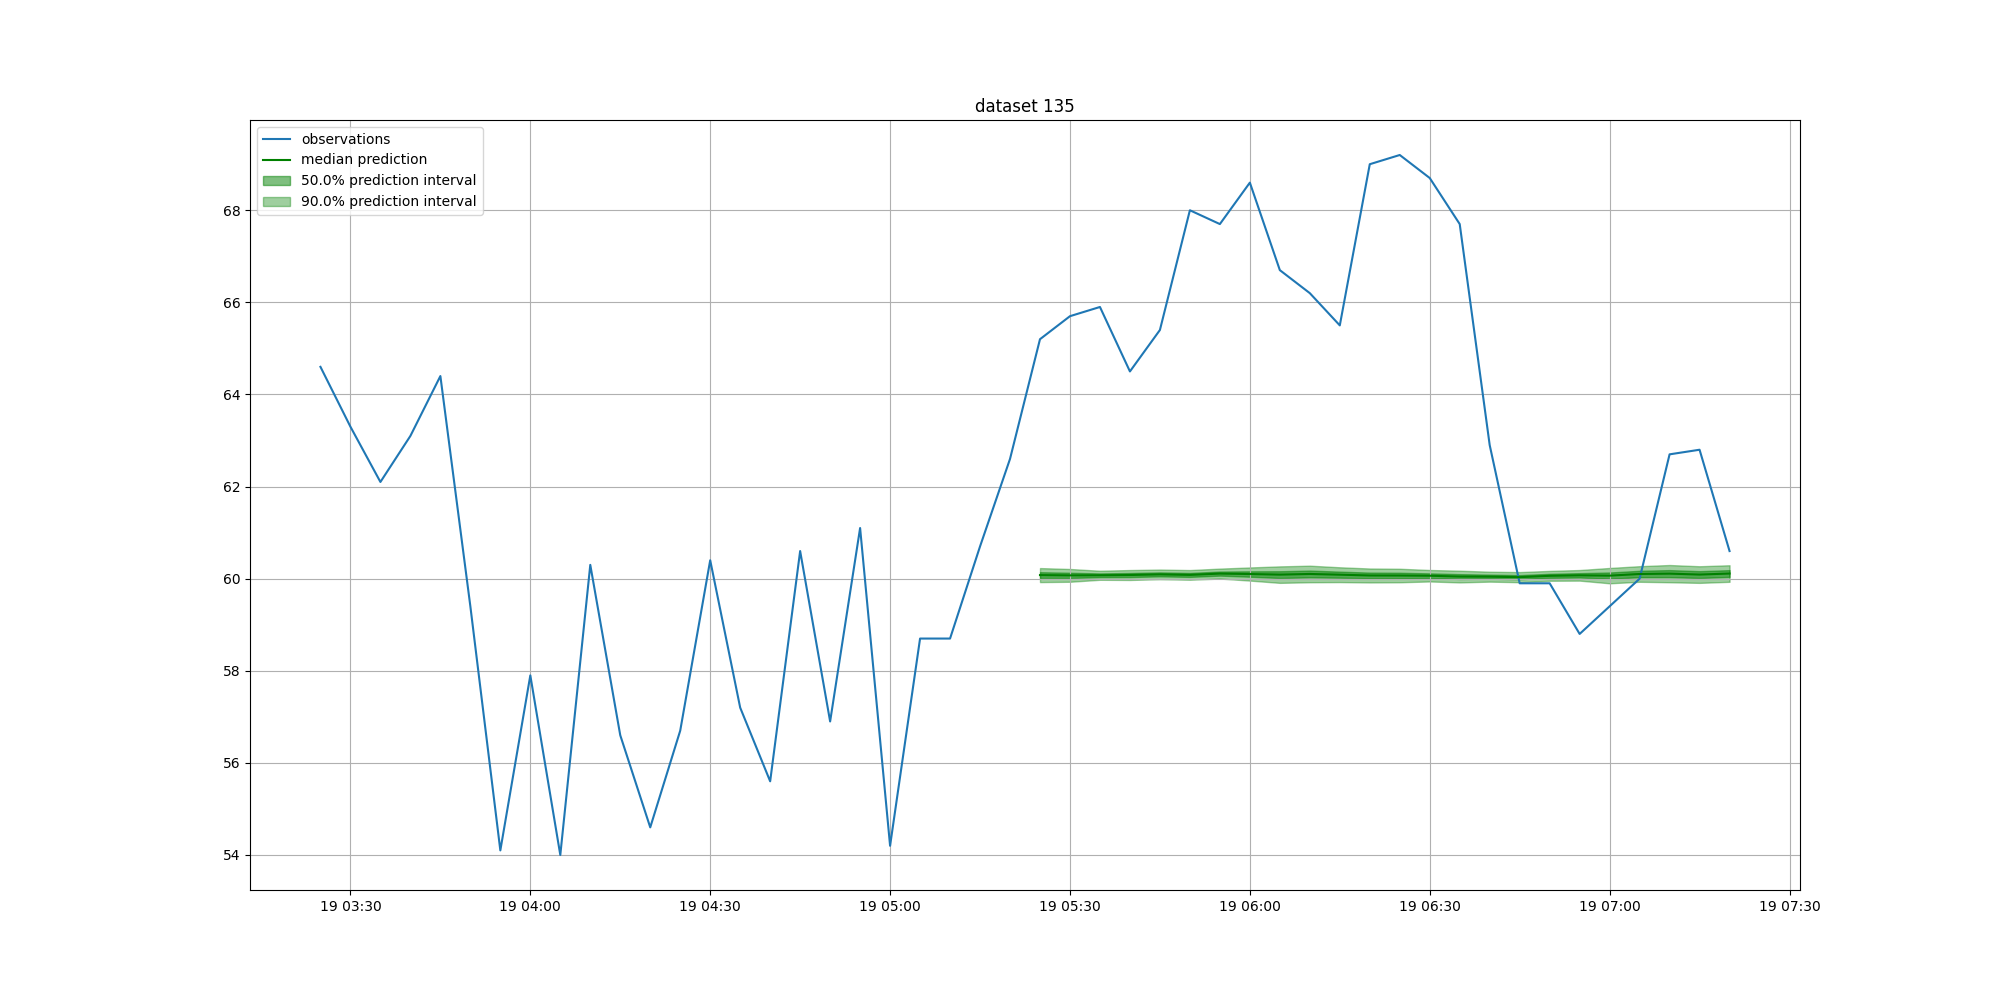 dataset 135
observations
median prediction
50.0% prediction interval
90.0% prediction interval
68
66
64
62
60
58
56
54
19 03:30 19 04:00 19 04:30 19 05:00 19 05:30 19 06:00 19 06:30 19 07:00 19 07:30